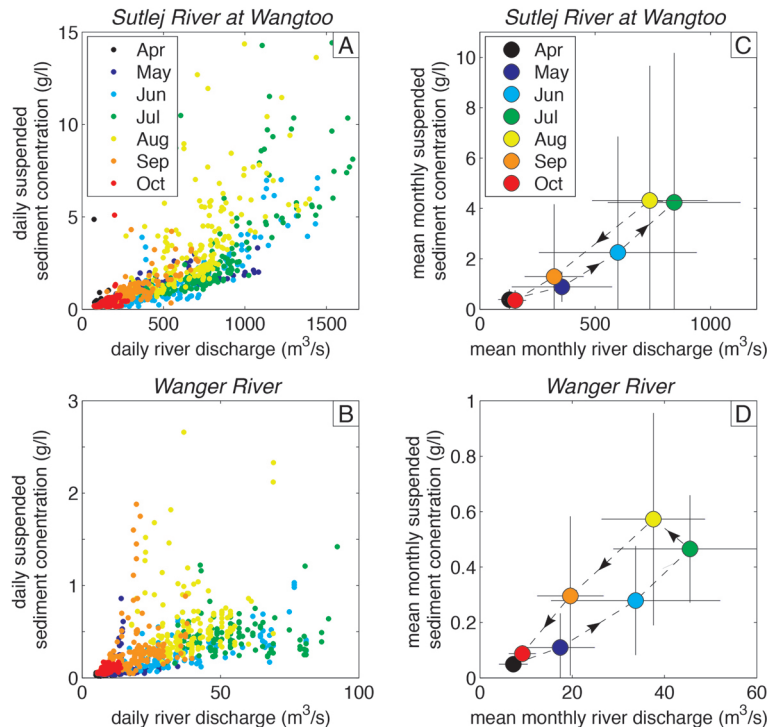 Sutlej River at Wangtoo
A
daily suspended
sediment conentration (g/l)
15
10
5
0
Apr
May
Jun
Jul
Aug
Sep
Oct
0
500
1000
1500
daily river discharge (m³/s)
Sutlej River at Wangtoo
C
mean monthly suspended
sediment conentration (g/l)
10
8
6
4
2
0
Apr
May
Jun
Jul
Aug
Sep
Oct
0
500
1000
mean monthly river discharge (m³/s)
Wanger River
B
daily suspended
sediment conentration (g/l)
3
2
1
0
0
50
100
daily river discharge (m³/s)
Wanger River
D
mean monthly suspended
sediment conentration (g/l)
1
0.8
0.6
0.4
0.2
0
0
20
40
60
mean monthly river discharge (m³/s)